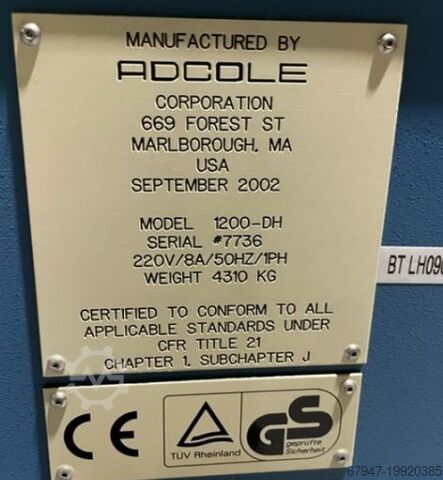 MANUFACTURED BY
ADCOLE
CORPORATION
669 FOREST ST
MARLBOROUGH, MA
USA
SEPTEMBER 2002
MODEL 1200-DH
SERIAL #7736
220V/8A/50HZ/1PH
WEIGHT 4310 KG
BT LH090
CERTIFIED TO CONFORM TO ALL
APPLICABLE STANDARDS UNDER
CFR TITLE 21
CHAPTER 1, SUBCHAPTER J
CE
TÜV Rheinland
GS
geprüfte
Sicherheit
67947-19920385